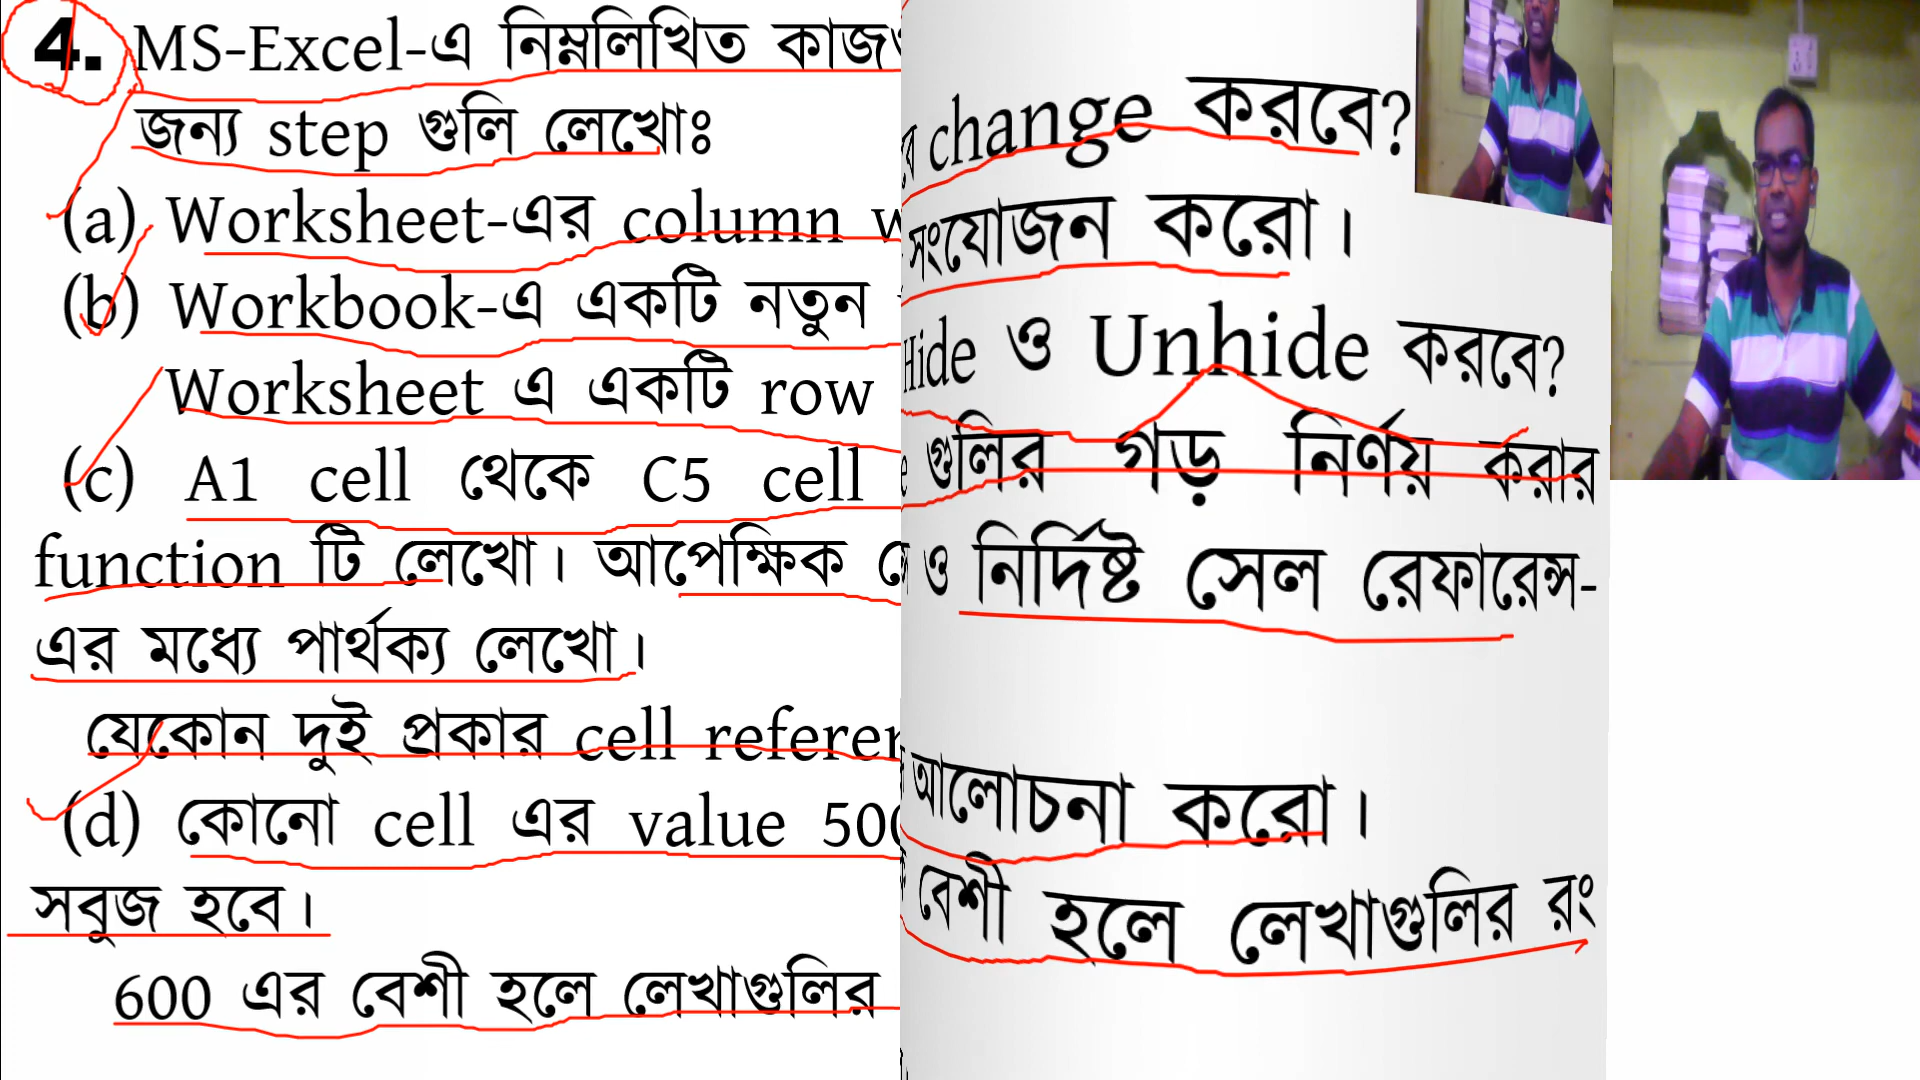 4. MS-Excel-এ নিম্নলিখিত
জন্য step গুলি লেখোঃ
(a) Worksheet-এর column
change করবে?
(b) Workbook-এ একটি নতুন
সংযোজন করো।
Worksheet এ একটি row
Hide ও Unhide করবে?
(c) A1 cell থেকে C5 cell
গুলির গড় নির্ণয় করার
function টি লেখো। আপেক্ষিক
ও নির্দিষ্ট সেল রেফারেন্স-
এর মধ্যে পার্থক্য লেখো।
যেকোন দুই প্রকার cell
আলোচনা করো।
(d) কোনো cell এর value
বেশী হলে লেখাগুলির রং
সবুজ হবে।
600 এর বেশী হলে লেখাগুলির